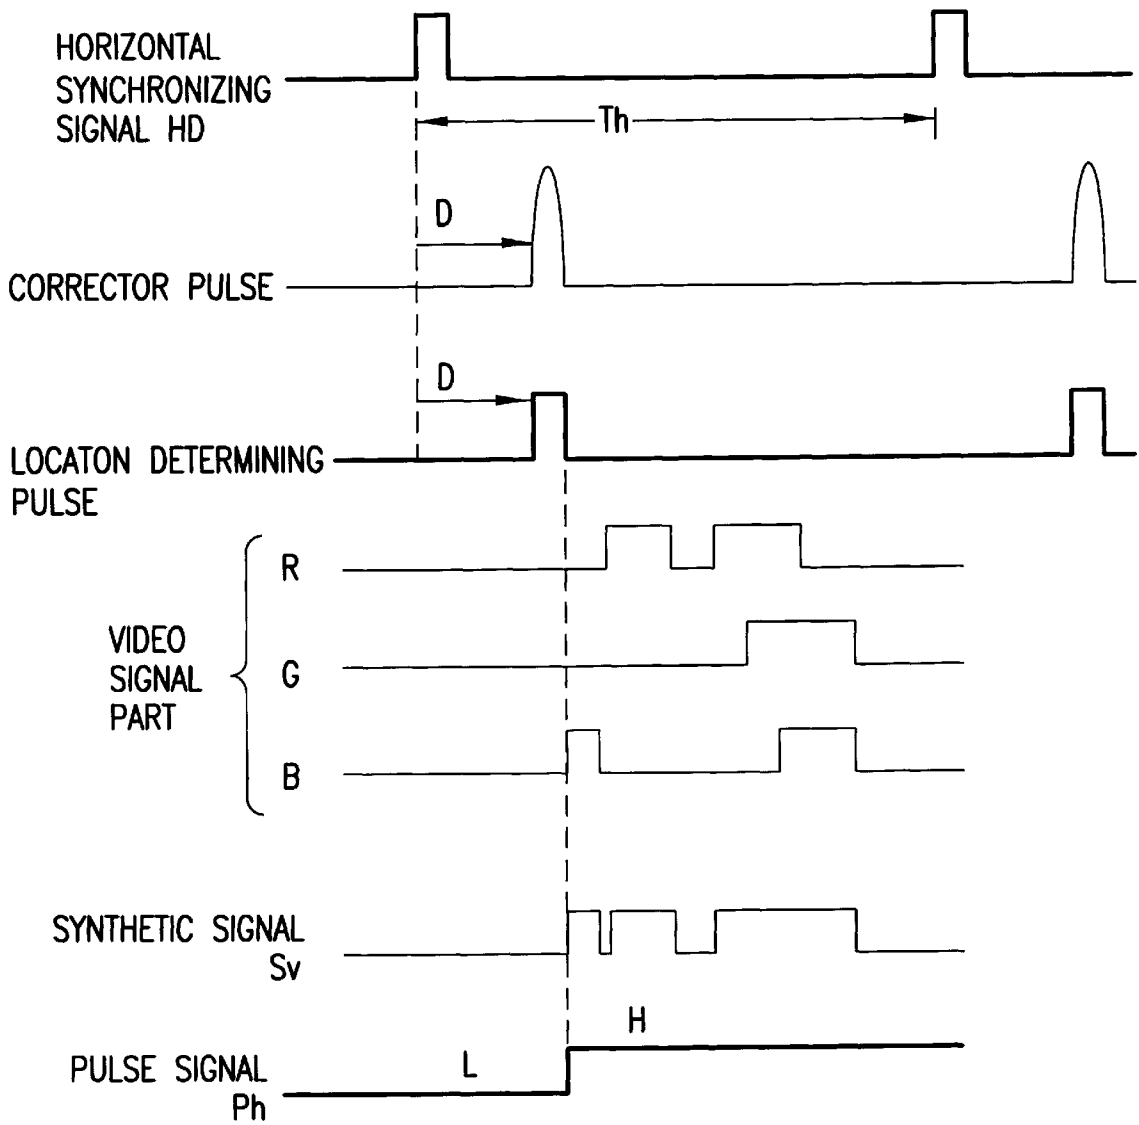 HORIZONTAL
SYNCHRONIZING
SIGNAL HD
Th
D
CORRECTOR PULSE
D
LOCATON DETERMINING
PULSE
R
VIDEO
SIGNAL
PART
G
B
SYNTHETIC SIGNAL
Sv
H
L
PULSE SIGNAL
Ph